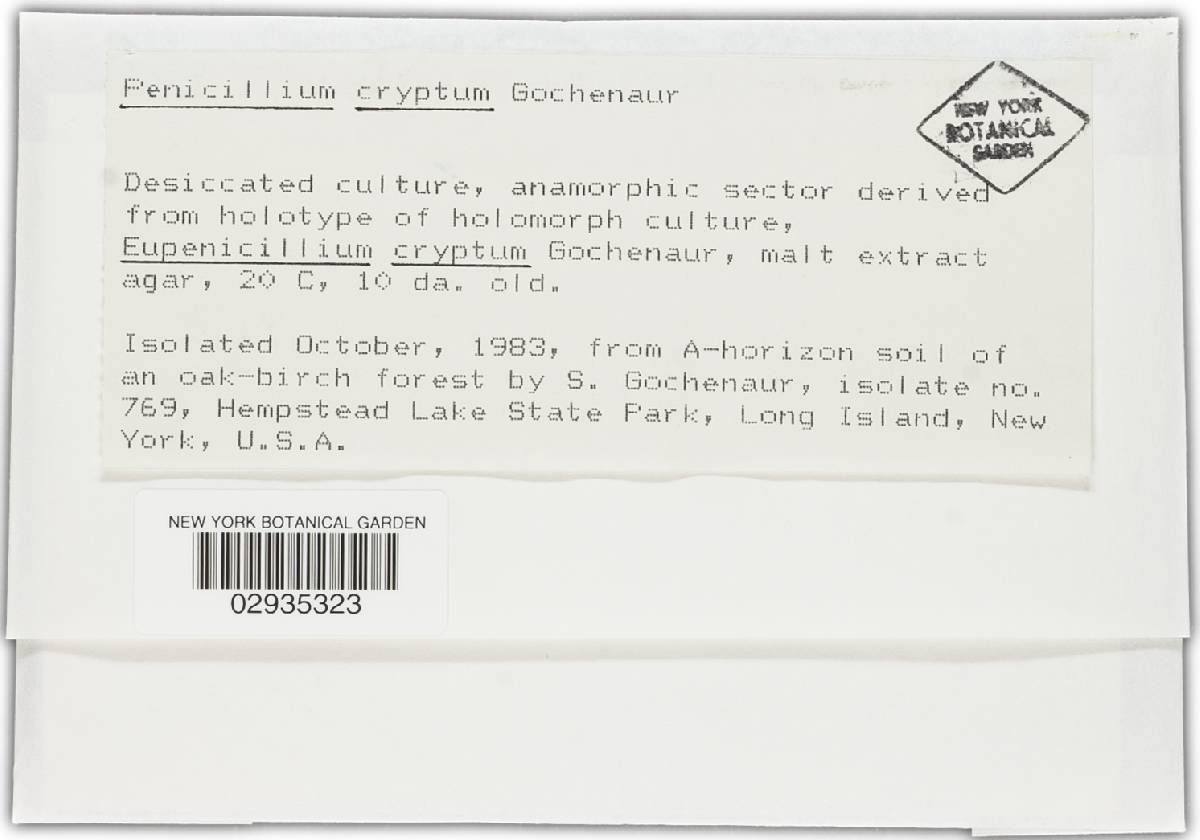 Penicillium cryptum Gochenaur
NEW YORK
BOTANICAL
GARDEN
Desiccated culture, anamorphic sector derived
from holotype of holomorph culture,
Eupenicillium cryptum Gochenaur, malt extract
agar, 20 C, 10 da. old.
Isolated October, 1983, from A-horizon soil of
an oak-birch forest by S. Gochenaur, isolate no.
769, Hempstead Lake State Park, Long Island, New
York, U.S.A.
NEW YORK BOTANICAL GARDEN
02935323